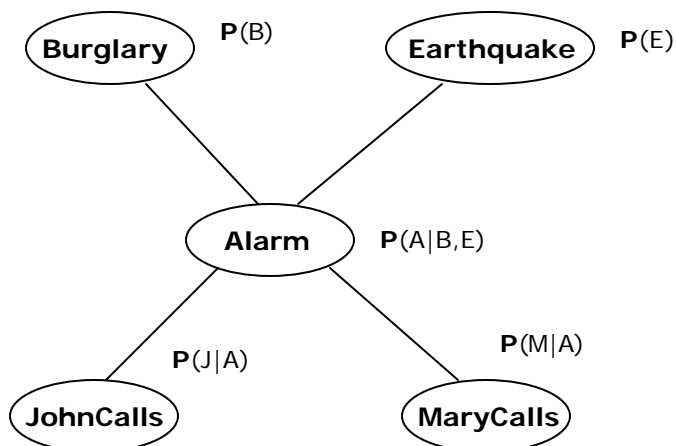 Burglary
P(B)
Earthquake
P(E)
Alarm
P(A|B,E)
P(J|A)
P(M|A)
JohnCalls
MaryCalls